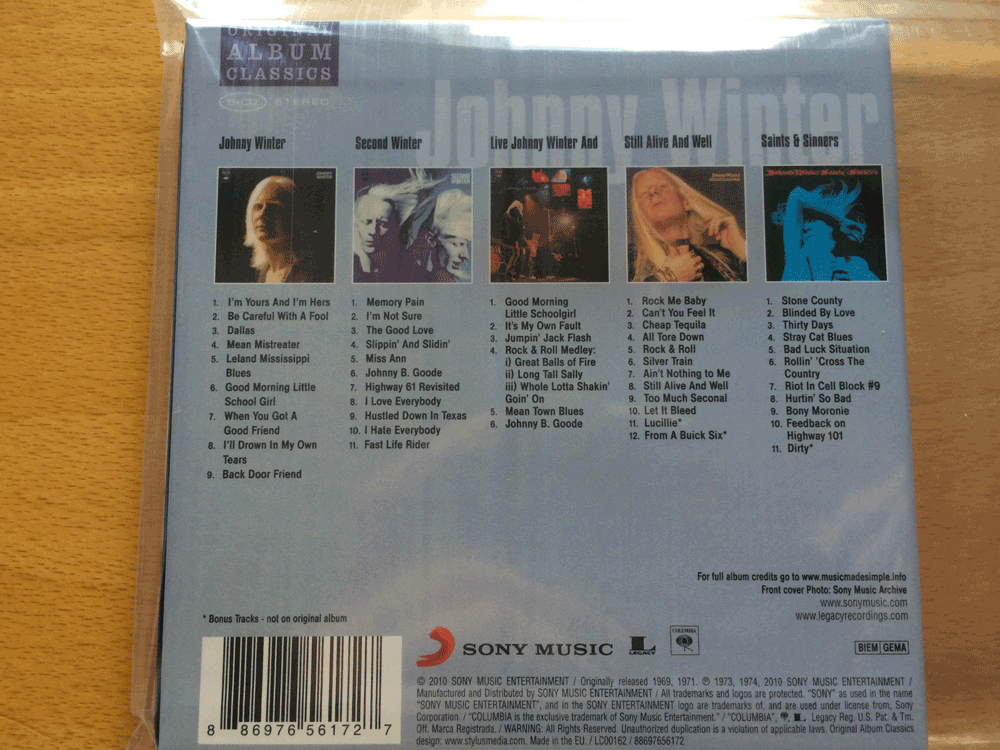 ORIGINAL
ALBUM
CLASSICS
5 CD STEREO
Johnny Winter
Johnny Winter
1. I'm Yours And I'm Hers
2. Be Careful With A Fool
3. Dallas
4. Mean Mistreater
5. Leland Mississippi
Blues
6. Good Morning Little
School Girl
7. When You Got A
Good Friend
8. I'll Drown In My Own
Tears
9. Back Door Friend
Second Winter
SECOND
WINTER
1. Memory Pain
2. I'm Not Sure
3. The Good Love
4. Slippin' And Slidin'
5. Miss Ann
6. Johnny B. Goode
7. Highway 61 Revisited
8. I Love Everybody
9. Hustled Down In Texas
10. I Hate Everybody
11. Fast Life Rider
Live Johnny Winter And
1. Good Morning
Little Schoolgirl
2. It's My Own Fault
3. Jumpin' Jack Flash
4. Rock & Roll Medley:
i) Great Balls of Fire
ii) Long Tall Sally
iii) Whole Lotta Shakin'
Goin' On
5. Mean Town Blues
6. Johnny B. Goode
Still Alive And Well
1. Rock Me Baby
2. Can't You Feel It
3. Cheap Tequila
4. All Tore Down
5. Rock & Roll
6. Silver Train
7. Ain't Nothing to Me
8. Still Alive And Well
9. Too Much Seconal
10. Let It Bleed
11. Lucillie*
12. From A Buick Six*
Saints & Sinners
1. Stone County
2. Blinded By Love
3. Thirty Days
4. Stray Cat Blues
5. Bad Luck Situation
6. Rollin' 'Cross The
Country
7. Riot In Cell Block #9
8. Hurtin' So Bad
9. Bony Moronie
10. Feedback on
Highway 101
11. Dirty*
For full album credits go to www.musicmadesimple.info
Front cover Photo: Sony Music Archive
www.sonymusic.com
www.legacyrecordings.com
* Bonus Tracks - not on original album
SONY MUSIC
LEGACY
COLUMBIA
BIEM GEMA
8 86976 56172 7
© 2010 SONY MUSIC ENTERTAINMENT / Originally released 1969, 1971. ℗ 1973, 1974, 2010 SONY MUSIC ENTERTAINMENT /
Manufactured and Distributed by SONY MUSIC ENTERTAINMENT / All trademarks and logos are protected. "SONY" as used in the name
"SONY MUSIC ENTERTAINMENT", and in the SONY ENTERTAINMENT logo are trademarks of, and are used under license from, Sony
Corporation. / "COLUMBIA is the exclusive trademark of Sony Music Entertainment." / "COLUMBIA", Legacy Reg. U.S. Pat. & Tm.
Off. Marca Registrada. / WARNING: All Rights Reserved. Unauthorized duplication is a violation of applicable laws. Original Album Classics
design: www.stylusmedia.com. Made in the EU. / LC00162 / 88697656172